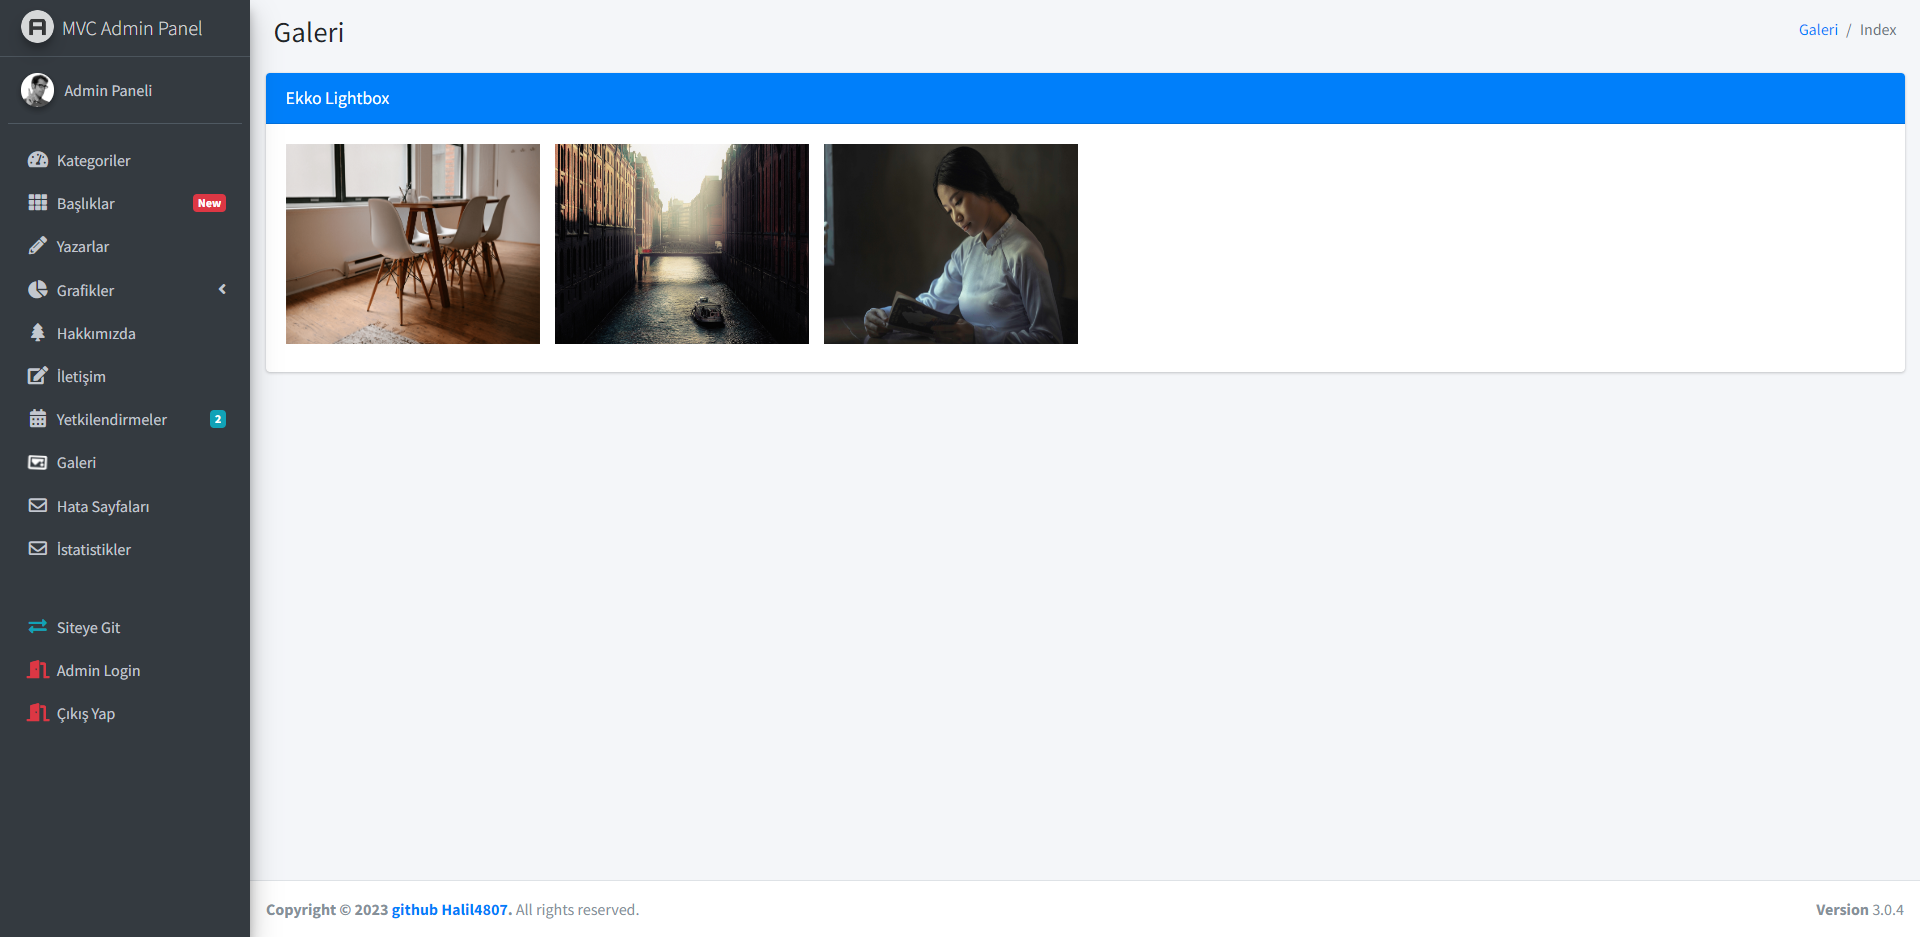 MVC Admin Panel
Admin Paneli
Kategoriler
Başlıklar New
Yazarlar
Grafikler
Hakkımızda
İletişim
Yetkilendirmeler 2
Galeri
Hata Sayfaları
İstatistikler
Siteye Git
Admin Login
Çıkış Yap
Galeri
Galeri / Index
Ekko Lightbox
Copyright © 2023 github Halil4807. All rights reserved.
Version 3.0.4